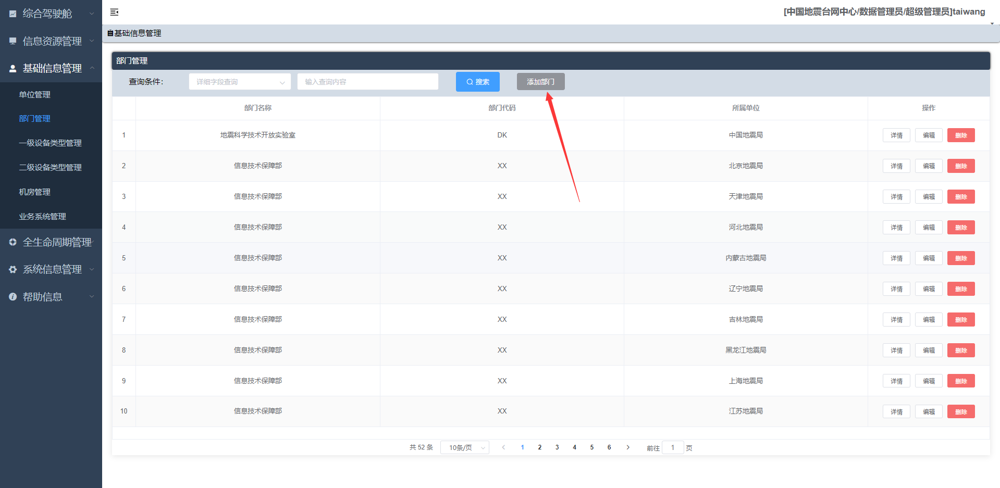 综合驾驶舱
信息资源管理
基础信息管理
单位管理
部门管理
一级设备类型管理
二级设备类型管理
机房管理
业务系统管理
全生命周期管理
系统信息管理
帮助信息
[中国地震台网中心/数据管理员/超级管理员]taiwang
基础信息管理
部门管理
查询条件: 详细字段查询 输入查询内容 搜索 添加部门
部门名称 部门代码 所属单位 操作
1 地震科学技术开放实验室 DK 中国地震局 详情 编辑 删除
2 信息技术保障部 XX 北京地震局 详情 编辑 删除
3 信息技术保障部 XX 天津地震局 详情 编辑 删除
4 信息技术保障部 XX 河北地震局 详情 编辑 删除
5 信息技术保障部 XX 内蒙古地震局 详情 编辑 删除
6 信息技术保障部 XX 辽宁地震局 详情 编辑 删除
7 信息技术保障部 XX 吉林地震局 详情 编辑 删除
8 信息技术保障部 XX 黑龙江地震局 详情 编辑 删除
9 信息技术保障部 XX 上海地震局 详情 编辑 删除
10 信息技术保障部 XX 江苏地震局 详情 编辑 删除
共 52 条 10条/页 1 2 3 4 5 6 前往 1 页